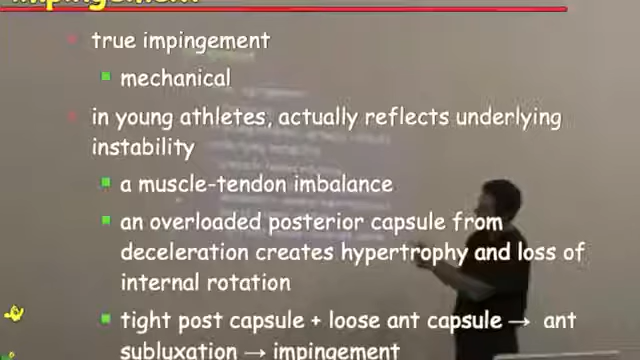 impingement
true impingement
mechanical
in young athletes, actually reflects underlying
instability
a muscle-tendon imbalance
an overloaded posterior capsule from
deceleration creates hypertrophy and loss of
internal rotation
tight post capsule + loose ant capsule → ant
subluxation → impingement